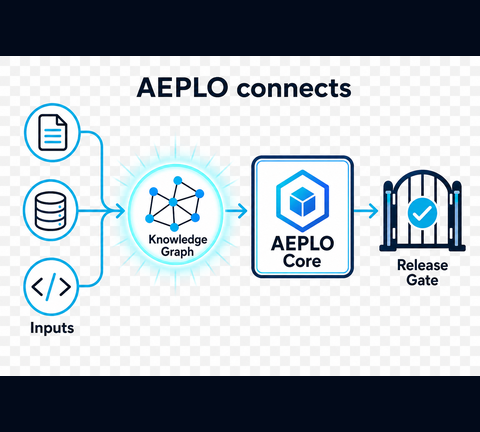 AEPLO connects
Inputs
Knowledge
Graph
AEPLO
Core
Release
Gate